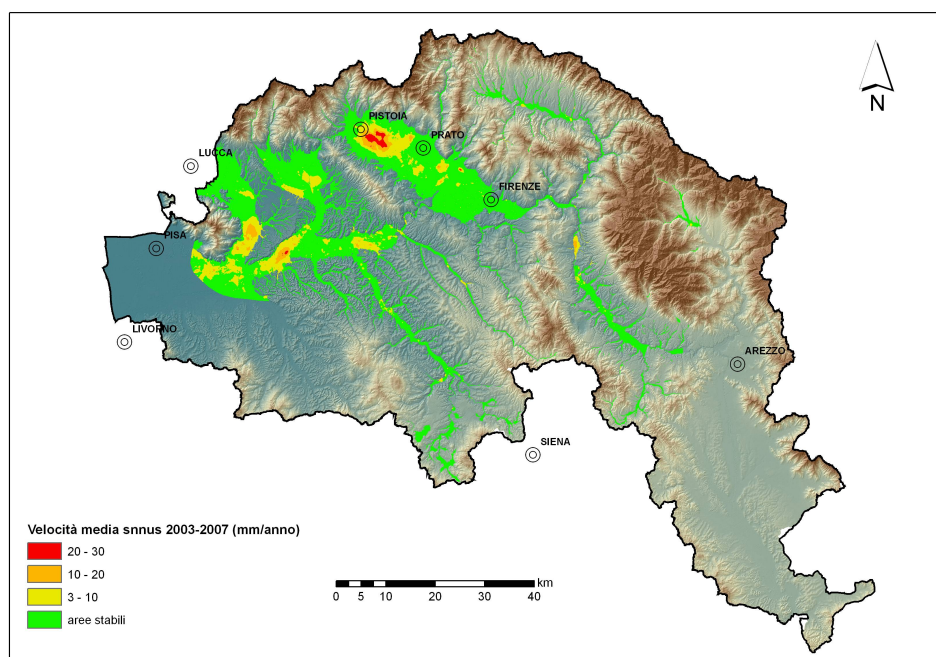 N
PISTOIA
PRATO
LUCCA
FIRENZE
PISA
LIVORNO
AREZZO
SIENA
Velocità media snnus 2003-2007 (mm/anno)
20 - 30
10 - 20
3 - 10
aree stabili
km
0 5 10 20 30 40